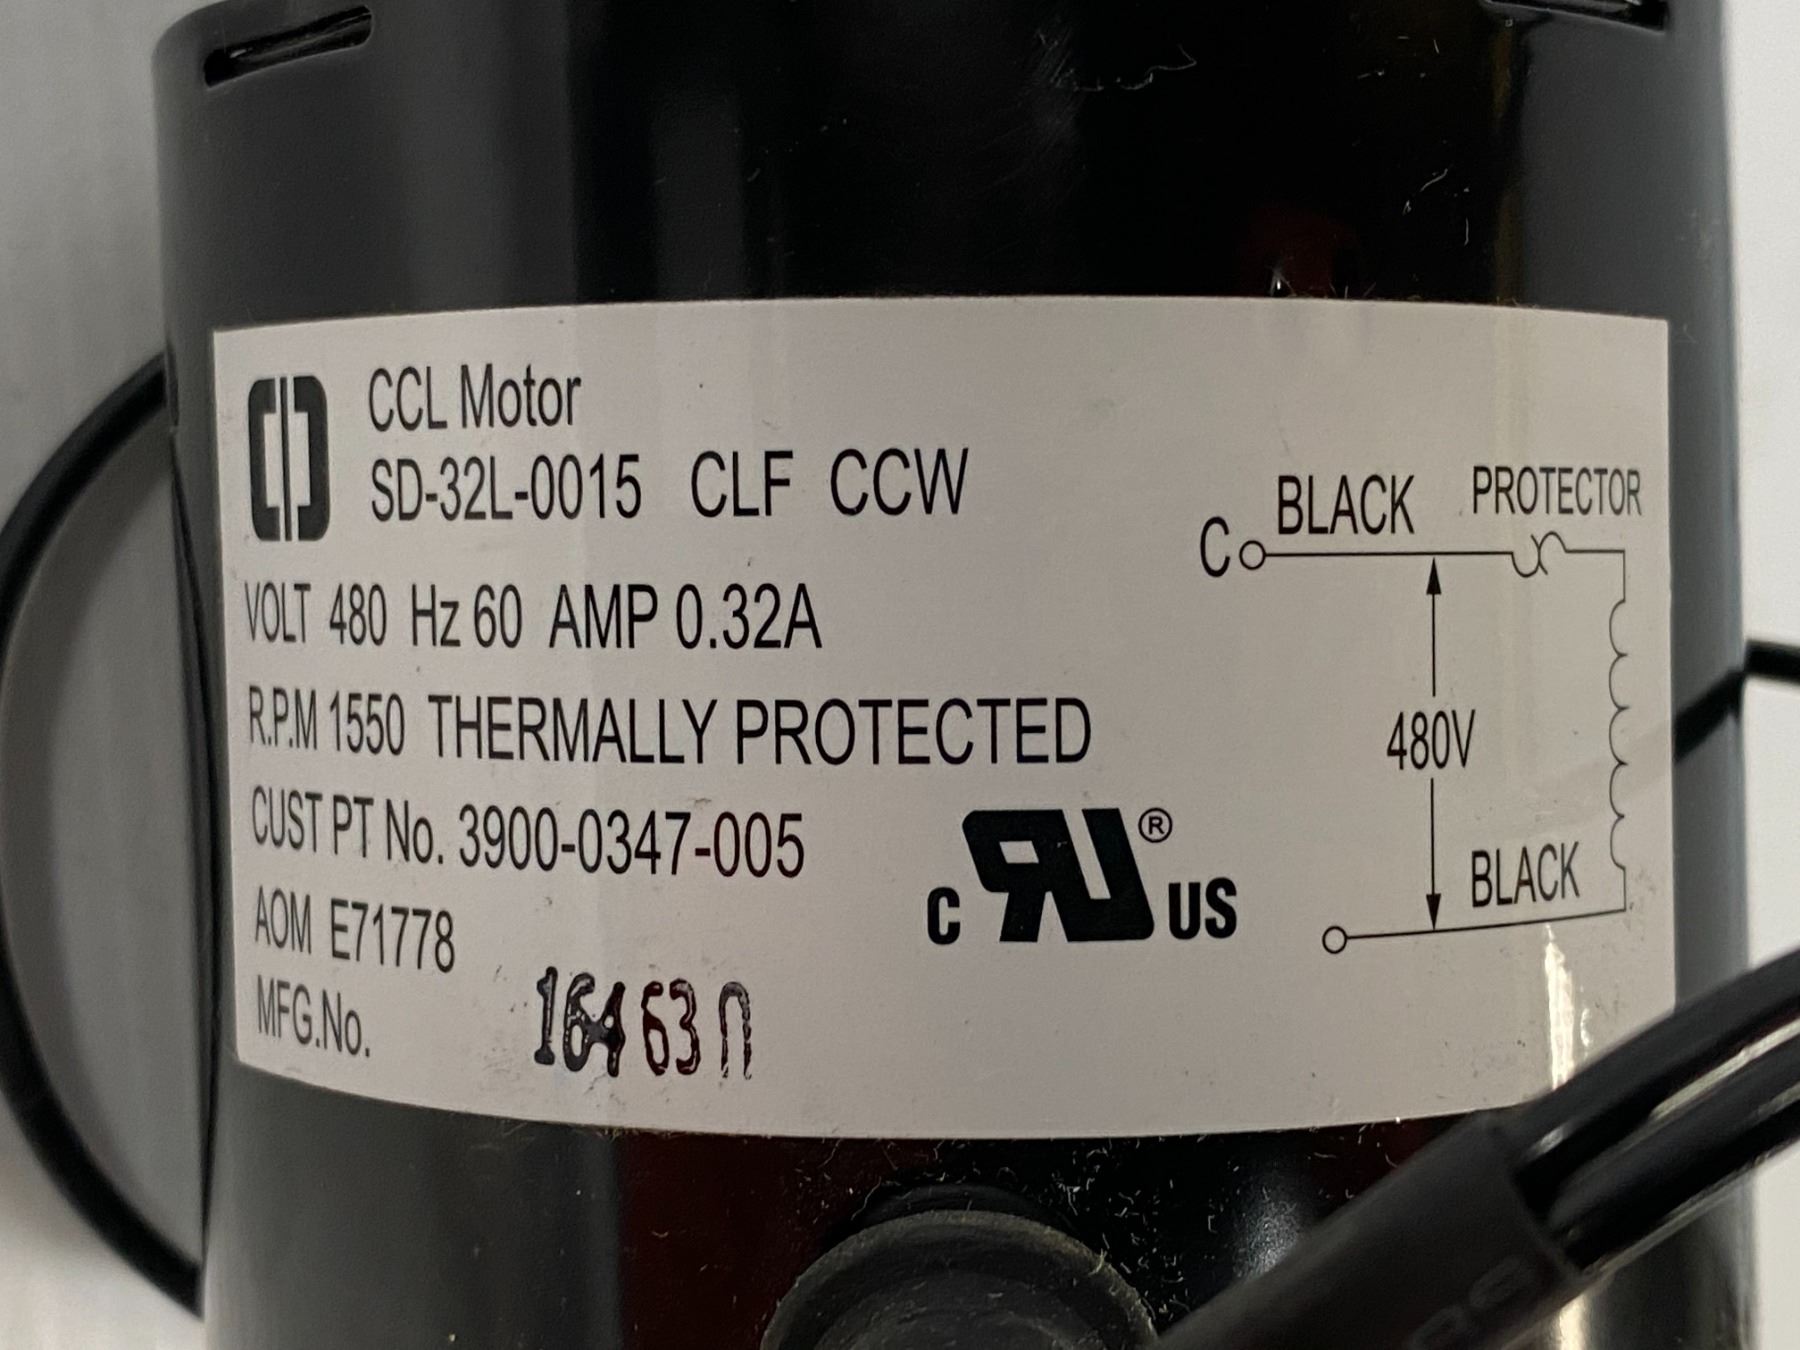 CCL Motor
SD-32L-0015 CLF CCW
VOLT 480 Hz 60 AMP 0.32A
R.P.M 1550 THERMALLY PROTECTED
CUST PT No. 3900-0347-005
AOM E71778
MFG.No.
C BLACK PROTECTOR
480V
BLACK
C RU® US